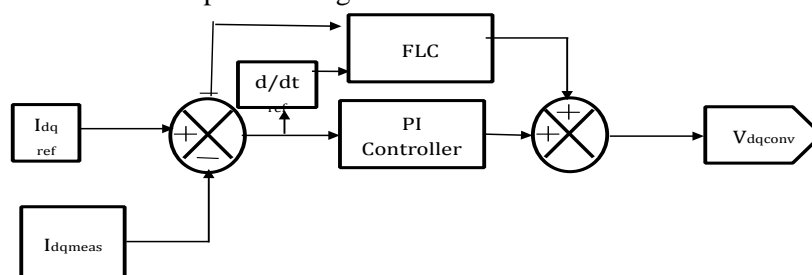 FLC
d/dt
ref
Idq
ref
+
+
+
PI
Controller
Vdqconv
Idqmeas